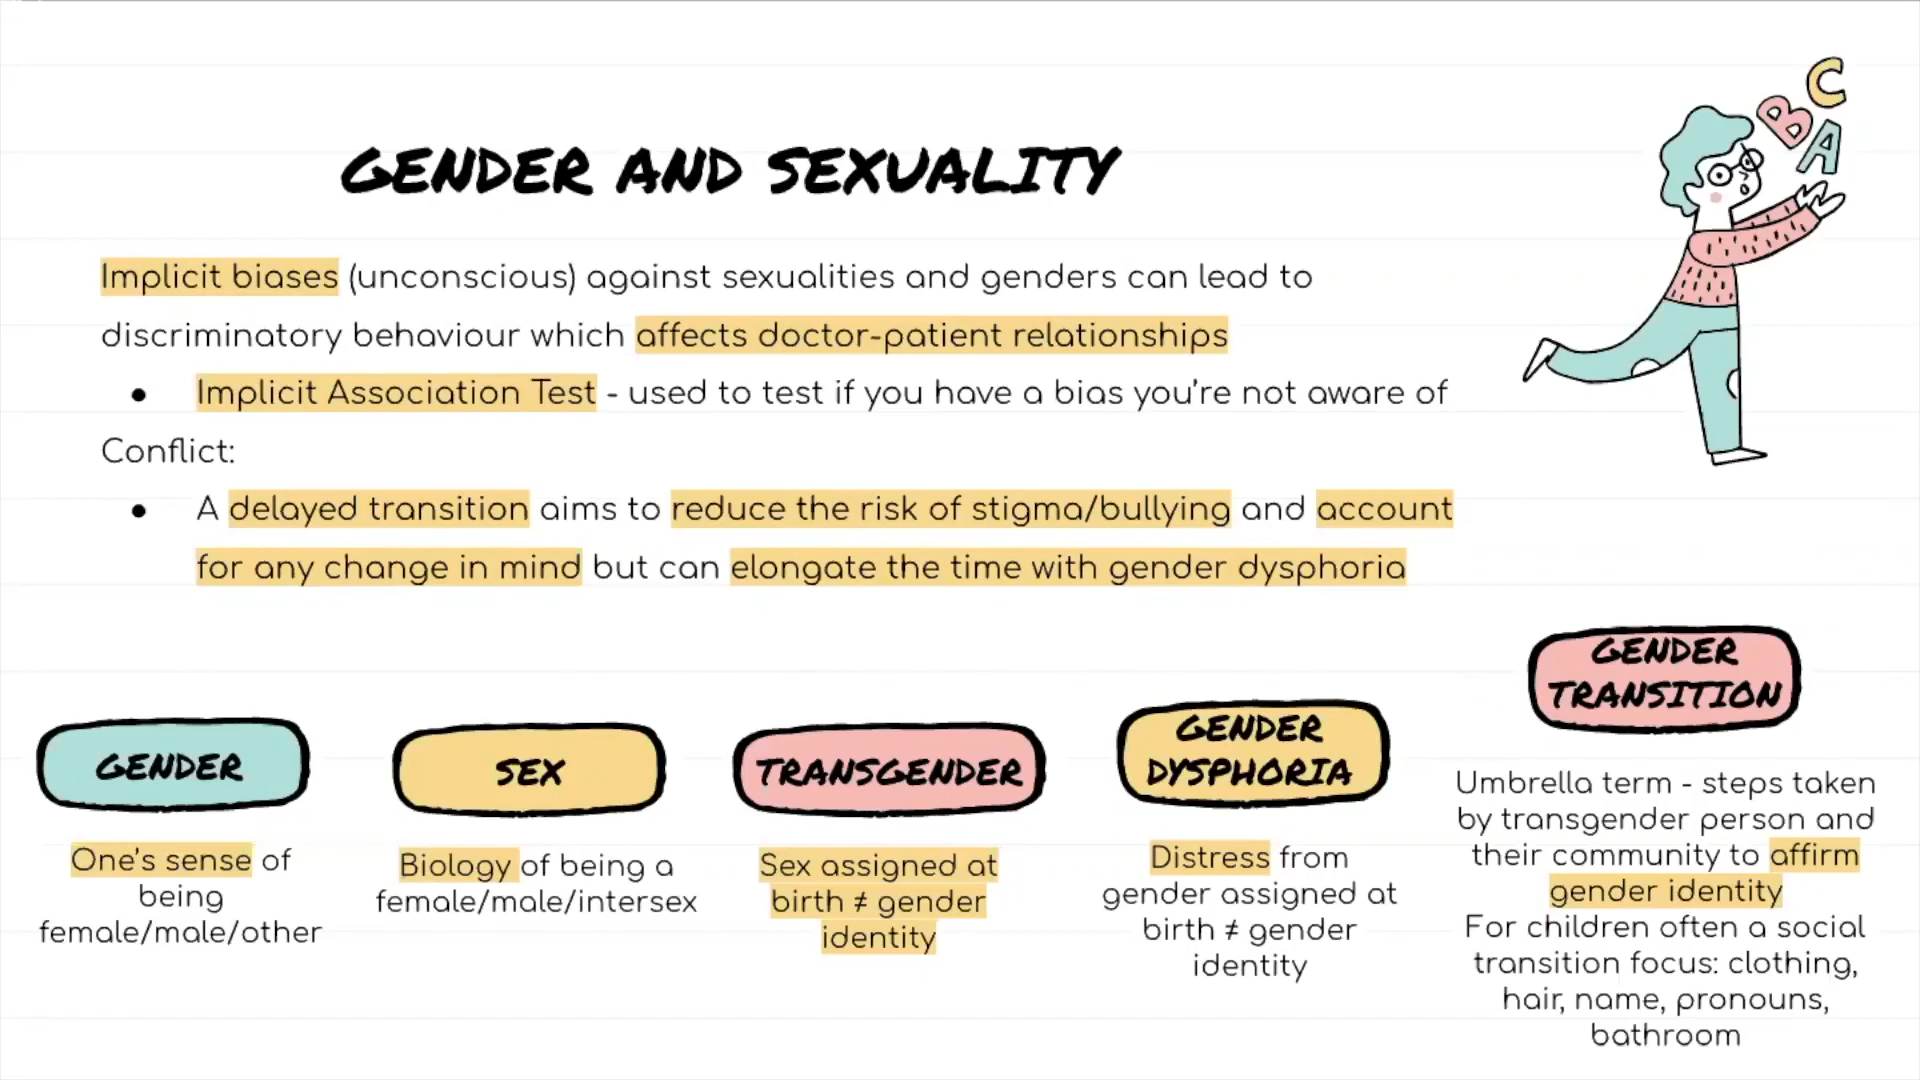 GENDER AND SEXUALITY
Implicit biases (unconscious) against sexualities and genders can lead to
discriminatory behaviour which affects doctor-patient relationships
● Implicit Association Test - used to test if you have a bias you're not aware of
Conflict:
● A delayed transition aims to reduce the risk of stigma/bullying and account
for any change in mind but can elongate the time with gender dysphoria
B
C
A
GENDER
One's sense of
being
female/male/other
SEX
Biology of being a
female/male/intersex
TRANSGENDER
Sex assigned at
birth ≠ gender
identity
GENDER
DYSPHORIA
Distress from
gender assigned at
birth ≠ gender
identity
GENDER
TRANSITION
Umbrella term - steps taken
by transgender person and
their community to affirm
gender identity
For children often a social
transition focus: clothing,
hair, name, pronouns,
bathroom